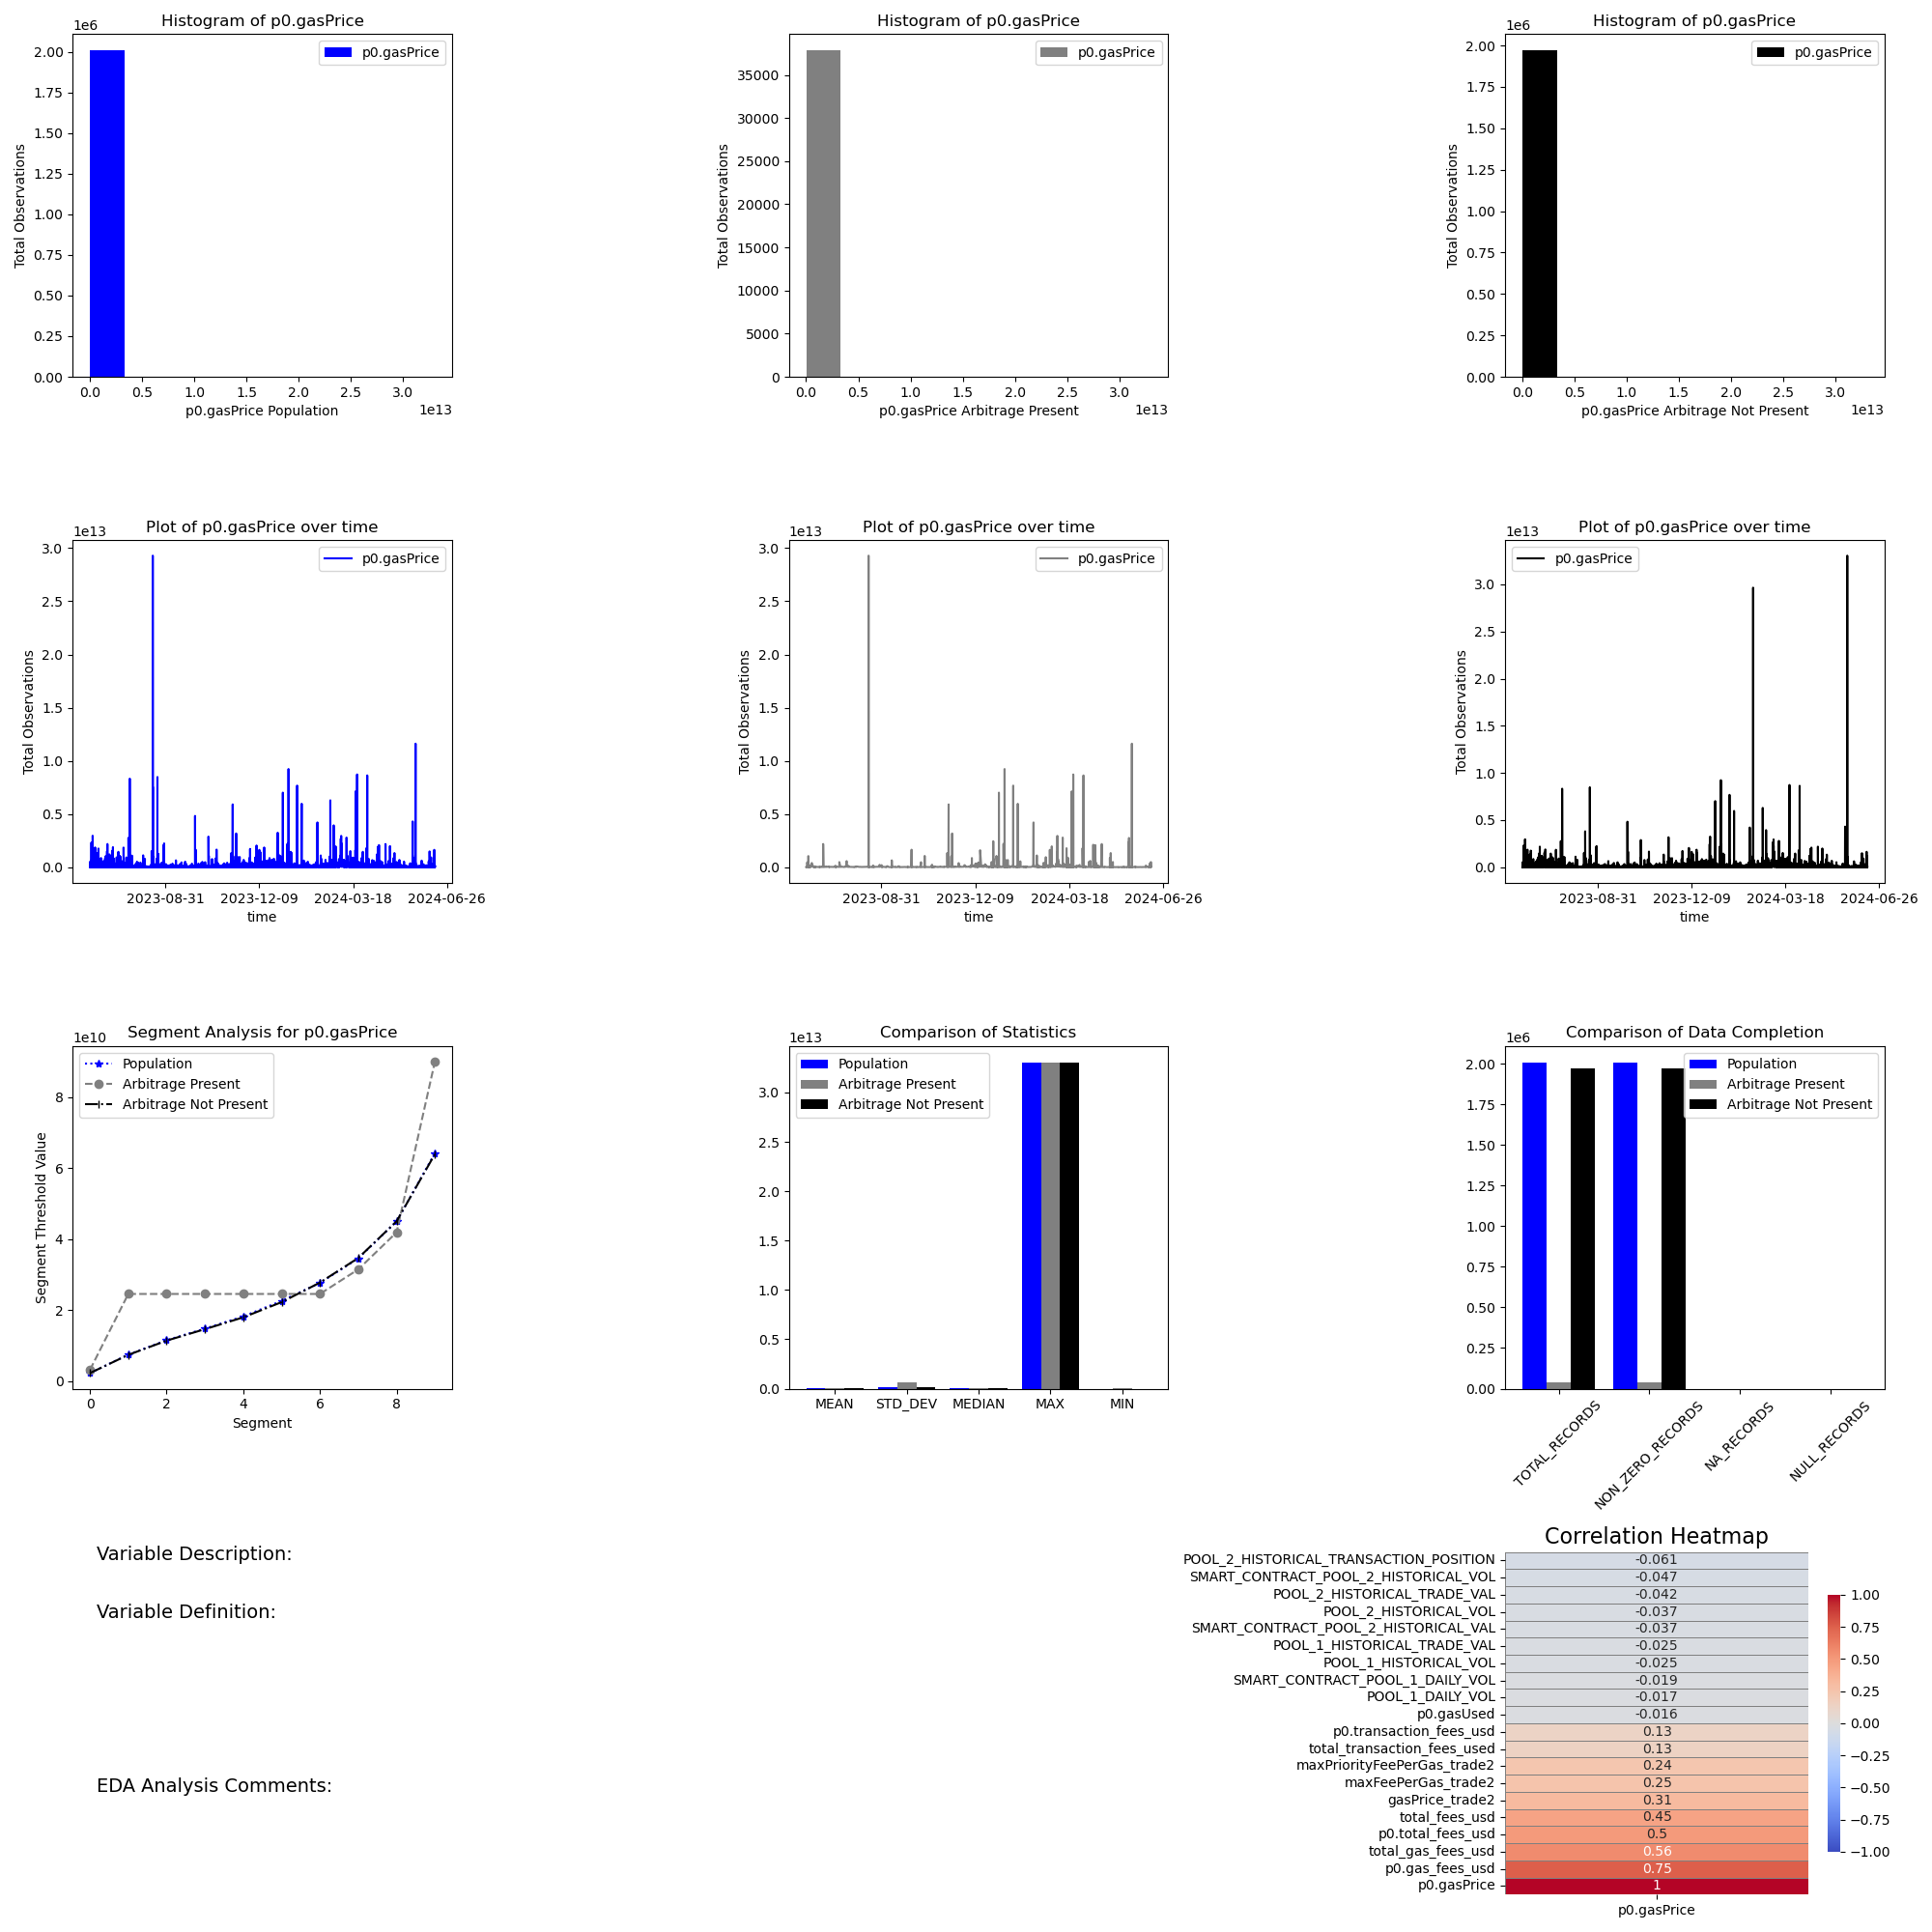 Histogram of p0.gasPrice
1e6
p0.gasPrice
Total Observations
2.00
1.75
1.50
1.25
1.00
0.75
0.50
0.25
0.00
0.0 0.5 1.0 1.5 2.0 2.5 3.0
p0.gasPrice Population
1e13
Histogram of p0.gasPrice
p0.gasPrice
Total Observations
35000
30000
25000
20000
15000
10000
5000
0
0.0 0.5 1.0 1.5 2.0 2.5 3.0
p0.gasPrice Arbitrage Present
1e13
Histogram of p0.gasPrice
1e6
p0.gasPrice
Total Observations
2.00
1.75
1.50
1.25
1.00
0.75
0.50
0.25
0.00
0.0 0.5 1.0 1.5 2.0 2.5 3.0
p0.gasPrice Arbitrage Not Present
1e13
Plot of p0.gasPrice over time
1e13
p0.gasPrice
Total Observations
3.0
2.5
2.0
1.5
1.0
0.5
0.0
2023-08-31 2023-12-09 2024-03-18 2024-06-26
time
Plot of p0.gasPrice over time
1e13
p0.gasPrice
Total Observations
3.0
2.5
2.0
1.5
1.0
0.5
0.0
2023-08-31 2023-12-09 2024-03-18 2024-06-26
time
Plot of p0.gasPrice over time
1e13
p0.gasPrice
Total Observations
3.0
2.5
2.0
1.5
1.0
0.5
0.0
2023-08-31 2023-12-09 2024-03-18 2024-06-26
time
Segment Analysis for p0.gasPrice
1e10
Population
Arbitrage Present
Arbitrage Not Present
Segment Threshold Value
8
6
4
2
0
0 2 4 6 8
Segment
Comparison of Statistics
1e13
Population
Arbitrage Present
Arbitrage Not Present
3.0
2.5
2.0
1.5
1.0
0.5
0.0
MEAN STD_DEV MEDIAN MAX MIN
Comparison of Data Completion
1e6
Population
Arbitrage Present
Arbitrage Not Present
2.00
1.75
1.50
1.25
1.00
0.75
0.50
0.25
0.00
TOTAL_RECORDS
NON_ZERO_RECORDS
NA_RECORDS
NULL_RECORDS
Variable Description:
Variable Definition:
EDA Analysis Comments:
Correlation Heatmap
POOL_2_HISTORICAL_TRANSACTION_POSITION -0.061
SMART_CONTRACT_POOL_2_HISTORICAL_VOL -0.047
POOL_2_HISTORICAL_TRADE_VAL -0.042
POOL_2_HISTORICAL_VOL -0.037
SMART_CONTRACT_POOL_2_HISTORICAL_VAL -0.037
POOL_1_HISTORICAL_TRADE_VAL -0.025
POOL_1_HISTORICAL_VOL -0.025
SMART_CONTRACT_POOL_1_DAILY_VOL -0.019
POOL_1_DAILY_VOL -0.017
p0.gasUsed -0.016
p0.transaction_fees_usd 0.13
total_transaction_fees_used 0.13
maxPriorityFeePerGas_trade2 0.24
maxFeePerGas_trade2 0.25
gasPrice_trade2 0.31
total_fees_usd 0.45
p0.total_fees_usd 0.5
total_gas_fees_usd 0.56
p0.gas_fees_usd 0.75
p0.gasPrice 1
p0.gasPrice
1.00
0.75
0.50
0.25
0.00
−0.25
−0.50
−0.75
−1.00